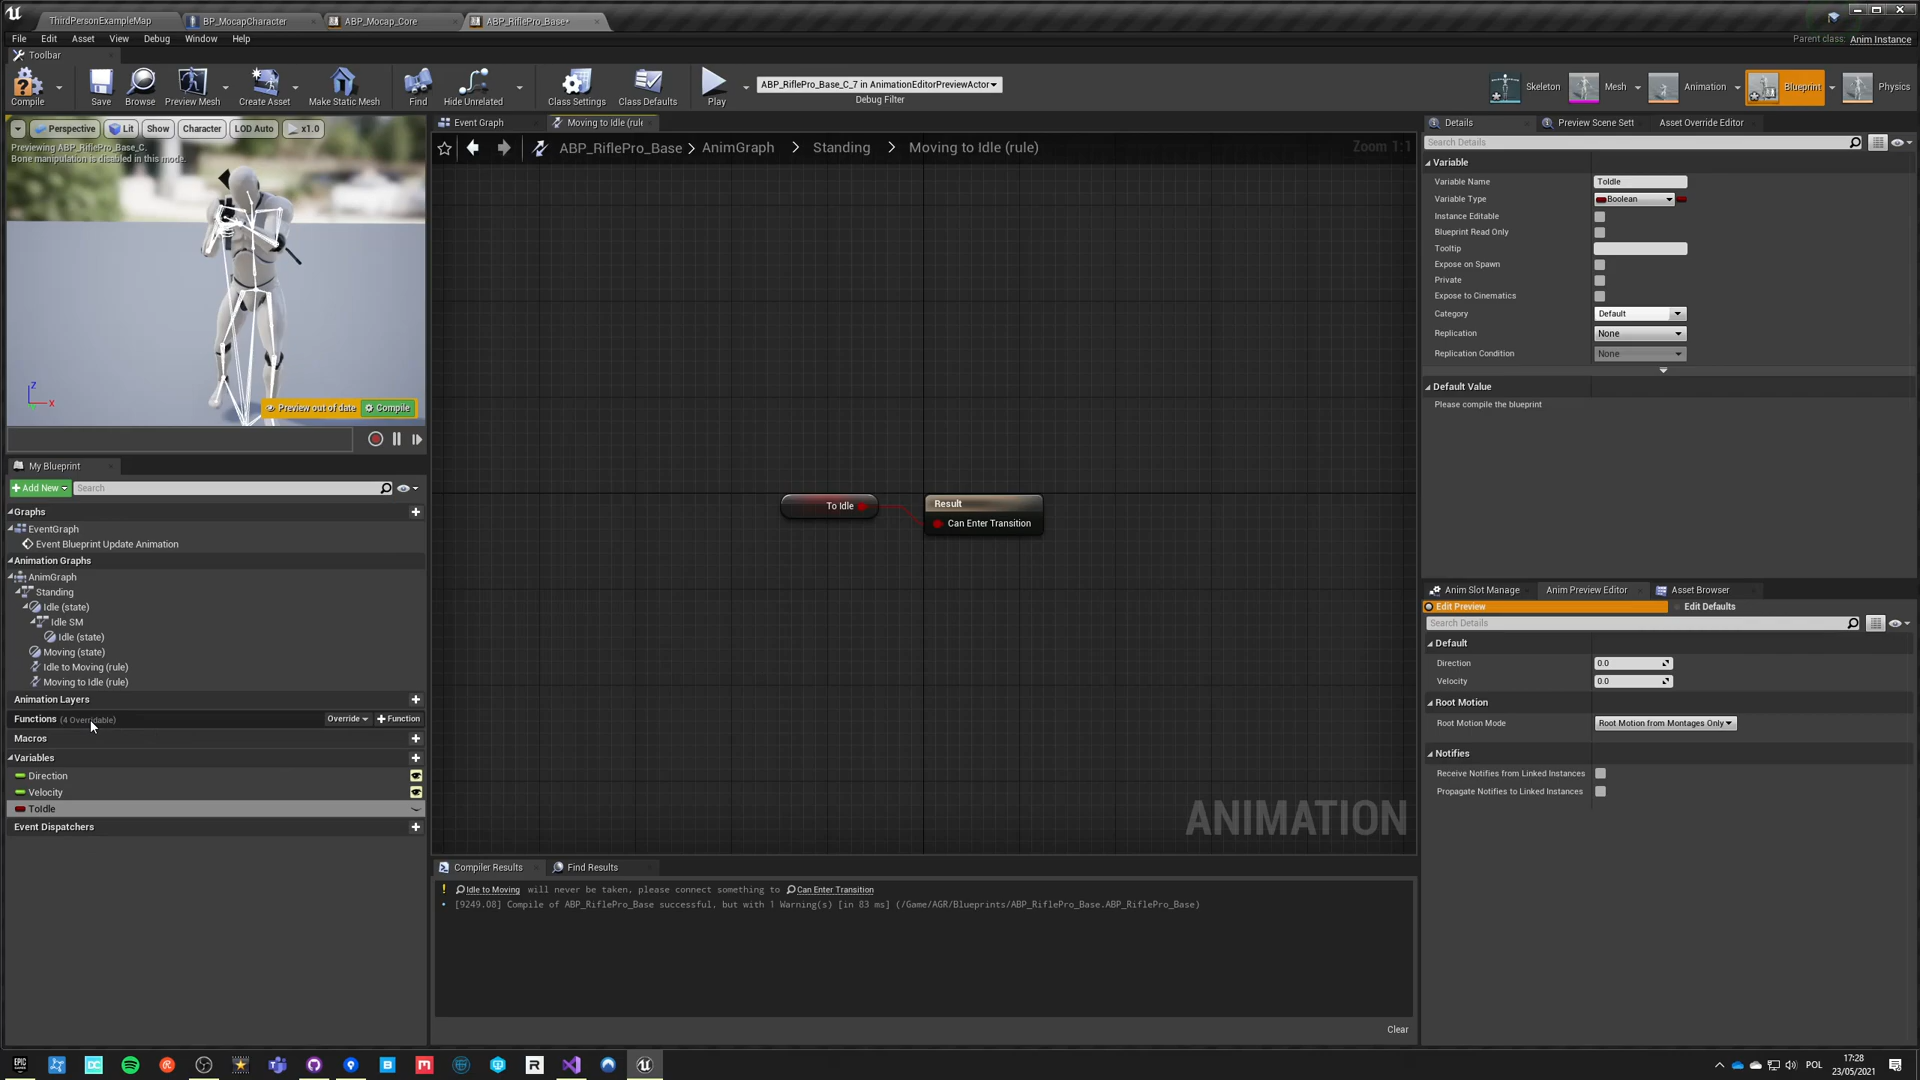 ThirdPersonExampleMap
BP_MocapCharacter
ABP_Mocap_Core
ABP_RiflePro_Base*
File Edit Asset View Debug Window Help
Parent class: Anim Instance
Toolbar
Compile
Save
Browse
Preview Mesh
Create Asset
Make Static Mesh
Find
Hide Unrelated
Class Settings
Class Defaults
Play
ABP_RiflePro_Base_C_7 in AnimationEditorPreviewActor
Debug Filter
Skeleton
Mesh
Animation
Blueprint
Physics
Perspective
Lit
Show
Character
LOD Auto
x1.0
Previewing ABP_RiflePro_Base_C.
Bone manipulation is disabled in this mode.
Z
X
Preview out of date
Compile
Event Graph
Moving to Idle (rule
ABP_RiflePro_Base > AnimGraph > Standing > Moving to Idle (rule)
Zoom 1:1
To Idle
Result
Can Enter Transition
ANIMATION
My Blueprint
Add New
Search
Graphs
EventGraph
Event Blueprint Update Animation
Animation Graphs
AnimGraph
Standing
Idle (state)
Idle SM
Idle (state)
Moving (state)
Idle to Moving (rule)
Moving to Idle (rule)
Animation Layers
Functions (4 Overridable)
Override
Function
Macros
Variables
Direction
Velocity
ToIdle
Event Dispatchers
Compiler Results
Find Results
! Idle to Moving will never be taken, please connect something to Can Enter Transition
[9249.08] Compile of ABP_RiflePro_Base successful, but with 1 Warning(s) [in 83 ms] (/Game/AGR/Blueprints/ABP_RiflePro_Base.ABP_RiflePro_Base)
Clear
Details
Preview Scene Sett
Asset Override Editor
Search Details
Variable
Variable Name ToIdle
Variable Type Boolean
Instance Editable
Blueprint Read Only
Tooltip
Expose on Spawn
Private
Expose to Cinematics
Category Default
Replication None
Replication Condition None
Default Value
Please compile the blueprint
Anim Slot Manage
Anim Preview Editor
Asset Browser
Edit Preview
Edit Defaults
Search Details
Default
Direction 0.0
Velocity 0.0
Root Motion
Root Motion Mode Root Motion from Montages Only
Notifies
Receive Notifies from Linked Instances
Propagate Notifies to Linked Instances
POL
17:28
23/05/2021